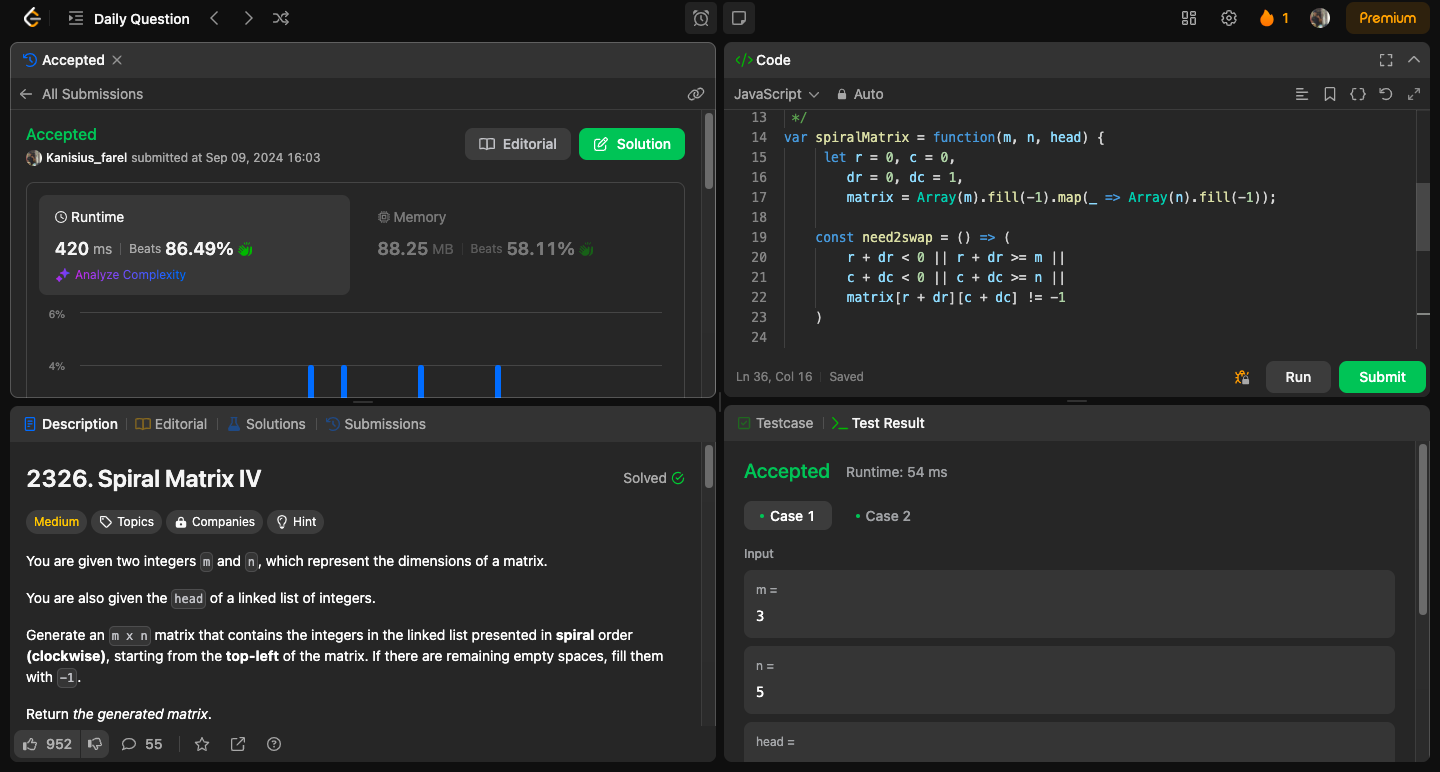 Daily Question
1
Premium
Accepted
All Submissions
Accepted
Kanisius_farel submitted at Sep 09, 2024 16:03
Editorial
Solution
Runtime
420 ms
Beats 86.49%
Analyze Complexity
Memory
88.25 MB
Beats 58.11%
6%
4%
Description
Editorial
Solutions
Submissions
2326. Spiral Matrix IV
Solved
Medium
Topics
Companies
Hint
You are given two integers m and n, which represent the dimensions of a matrix.
You are also given the head of a linked list of integers.
Generate an m x n matrix that contains the integers in the linked list presented in spiral order
(clockwise), starting from the top-left of the matrix. If there are remaining empty spaces, fill them
with -1.
Return the generated matrix.
952
55
</> Code
JavaScript
Auto
13 */
14 var spiralMatrix = function(m, n, head) {
15 let r = 0, c = 0,
16 dr = 0, dc = 1,
17 matrix = Array(m).fill(-1).map(_ => Array(n).fill(-1));
18
19 const need2swap = () => (
20 r + dr < 0 || r + dr >= m ||
21 c + dc < 0 || c + dc >= n ||
22 matrix[r + dr][c + dc] != -1
23 )
24
Ln 36, Col 16
Saved
Run
Submit
Testcase
Test Result
Accepted
Runtime: 54 ms
Case 1
Case 2
Input
m =
3
n =
5
head =